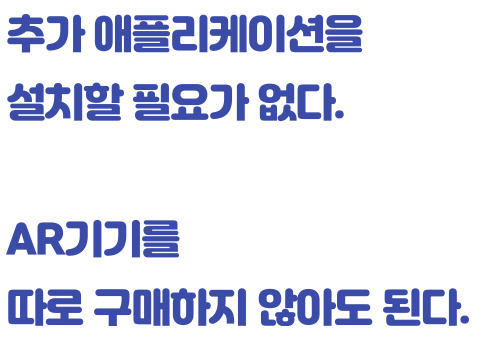 추가 애플리케이션을
설치할 필요가 없다.
AR기기를
따로 구매하지 않아도 된다.